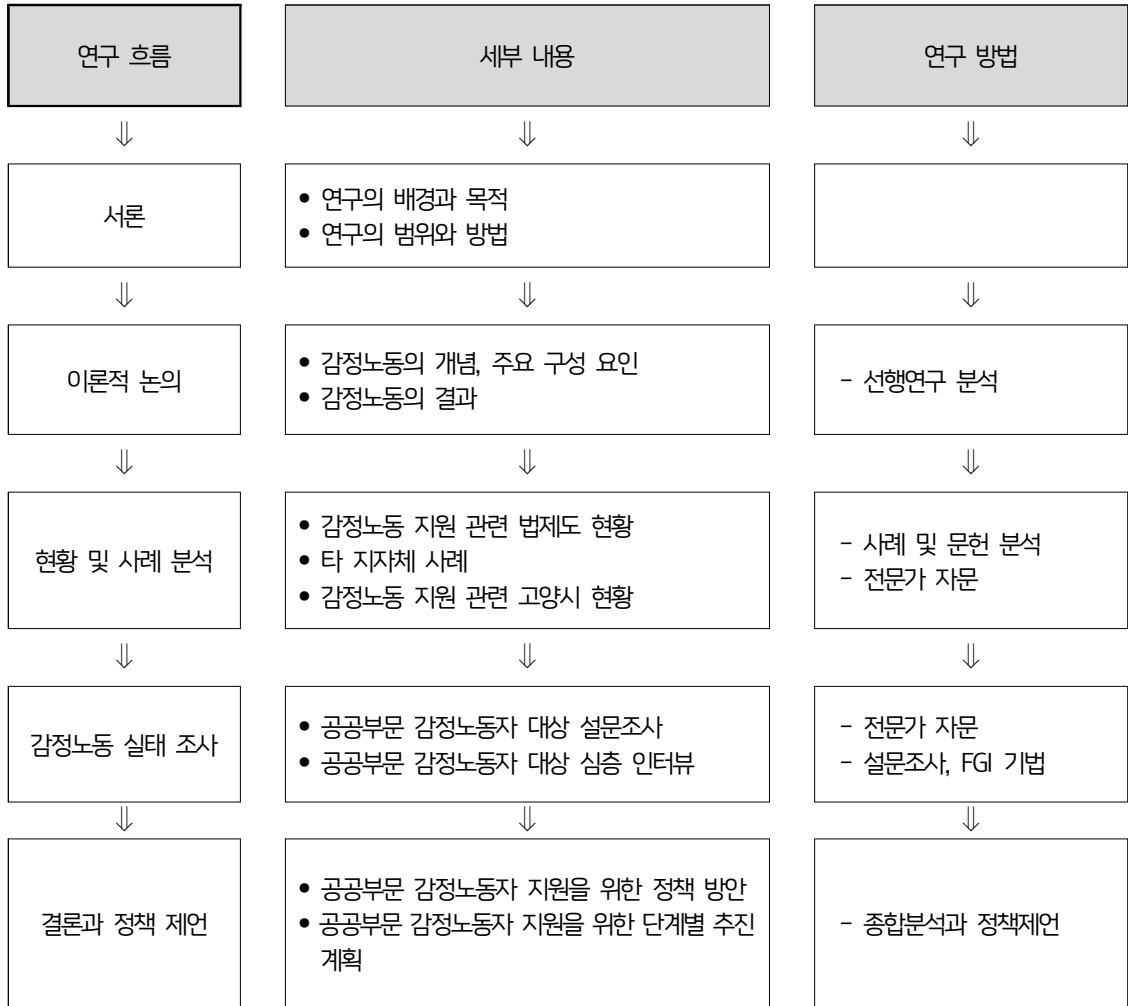 연구 흐름
세부 내용
연구 방법
⇓
⇓
⇓
서론
• 연구의 배경과 목적
• 연구의 범위와 방법
⇓
⇓
⇓
이론적 논의
• 감정노동의 개념, 주요 구성 요인
• 감정노동의 결과
- 선행연구 분석
⇓
⇓
⇓
현황 및 사례 분석
• 감정노동 지원 관련 법제도 현황
• 타 지자체 사례
• 감정노동 지원 관련 고양시 현황
- 사례 및 문헌 분석
- 전문가 자문
⇓
⇓
⇓
감정노동 실태 조사
• 공공부문 감정노동자 대상 설문조사
• 공공부문 감정노동자 대상 심층 인터뷰
- 전문가 자문
- 설문조사, FGI 기법
⇓
⇓
⇓
결론과 정책 제언
• 공공부문 감정노동자 지원을 위한 정책 방안
• 공공부문 감정노동자 지원을 위한 단계별 추진
계획
- 종합분석과 정책제언